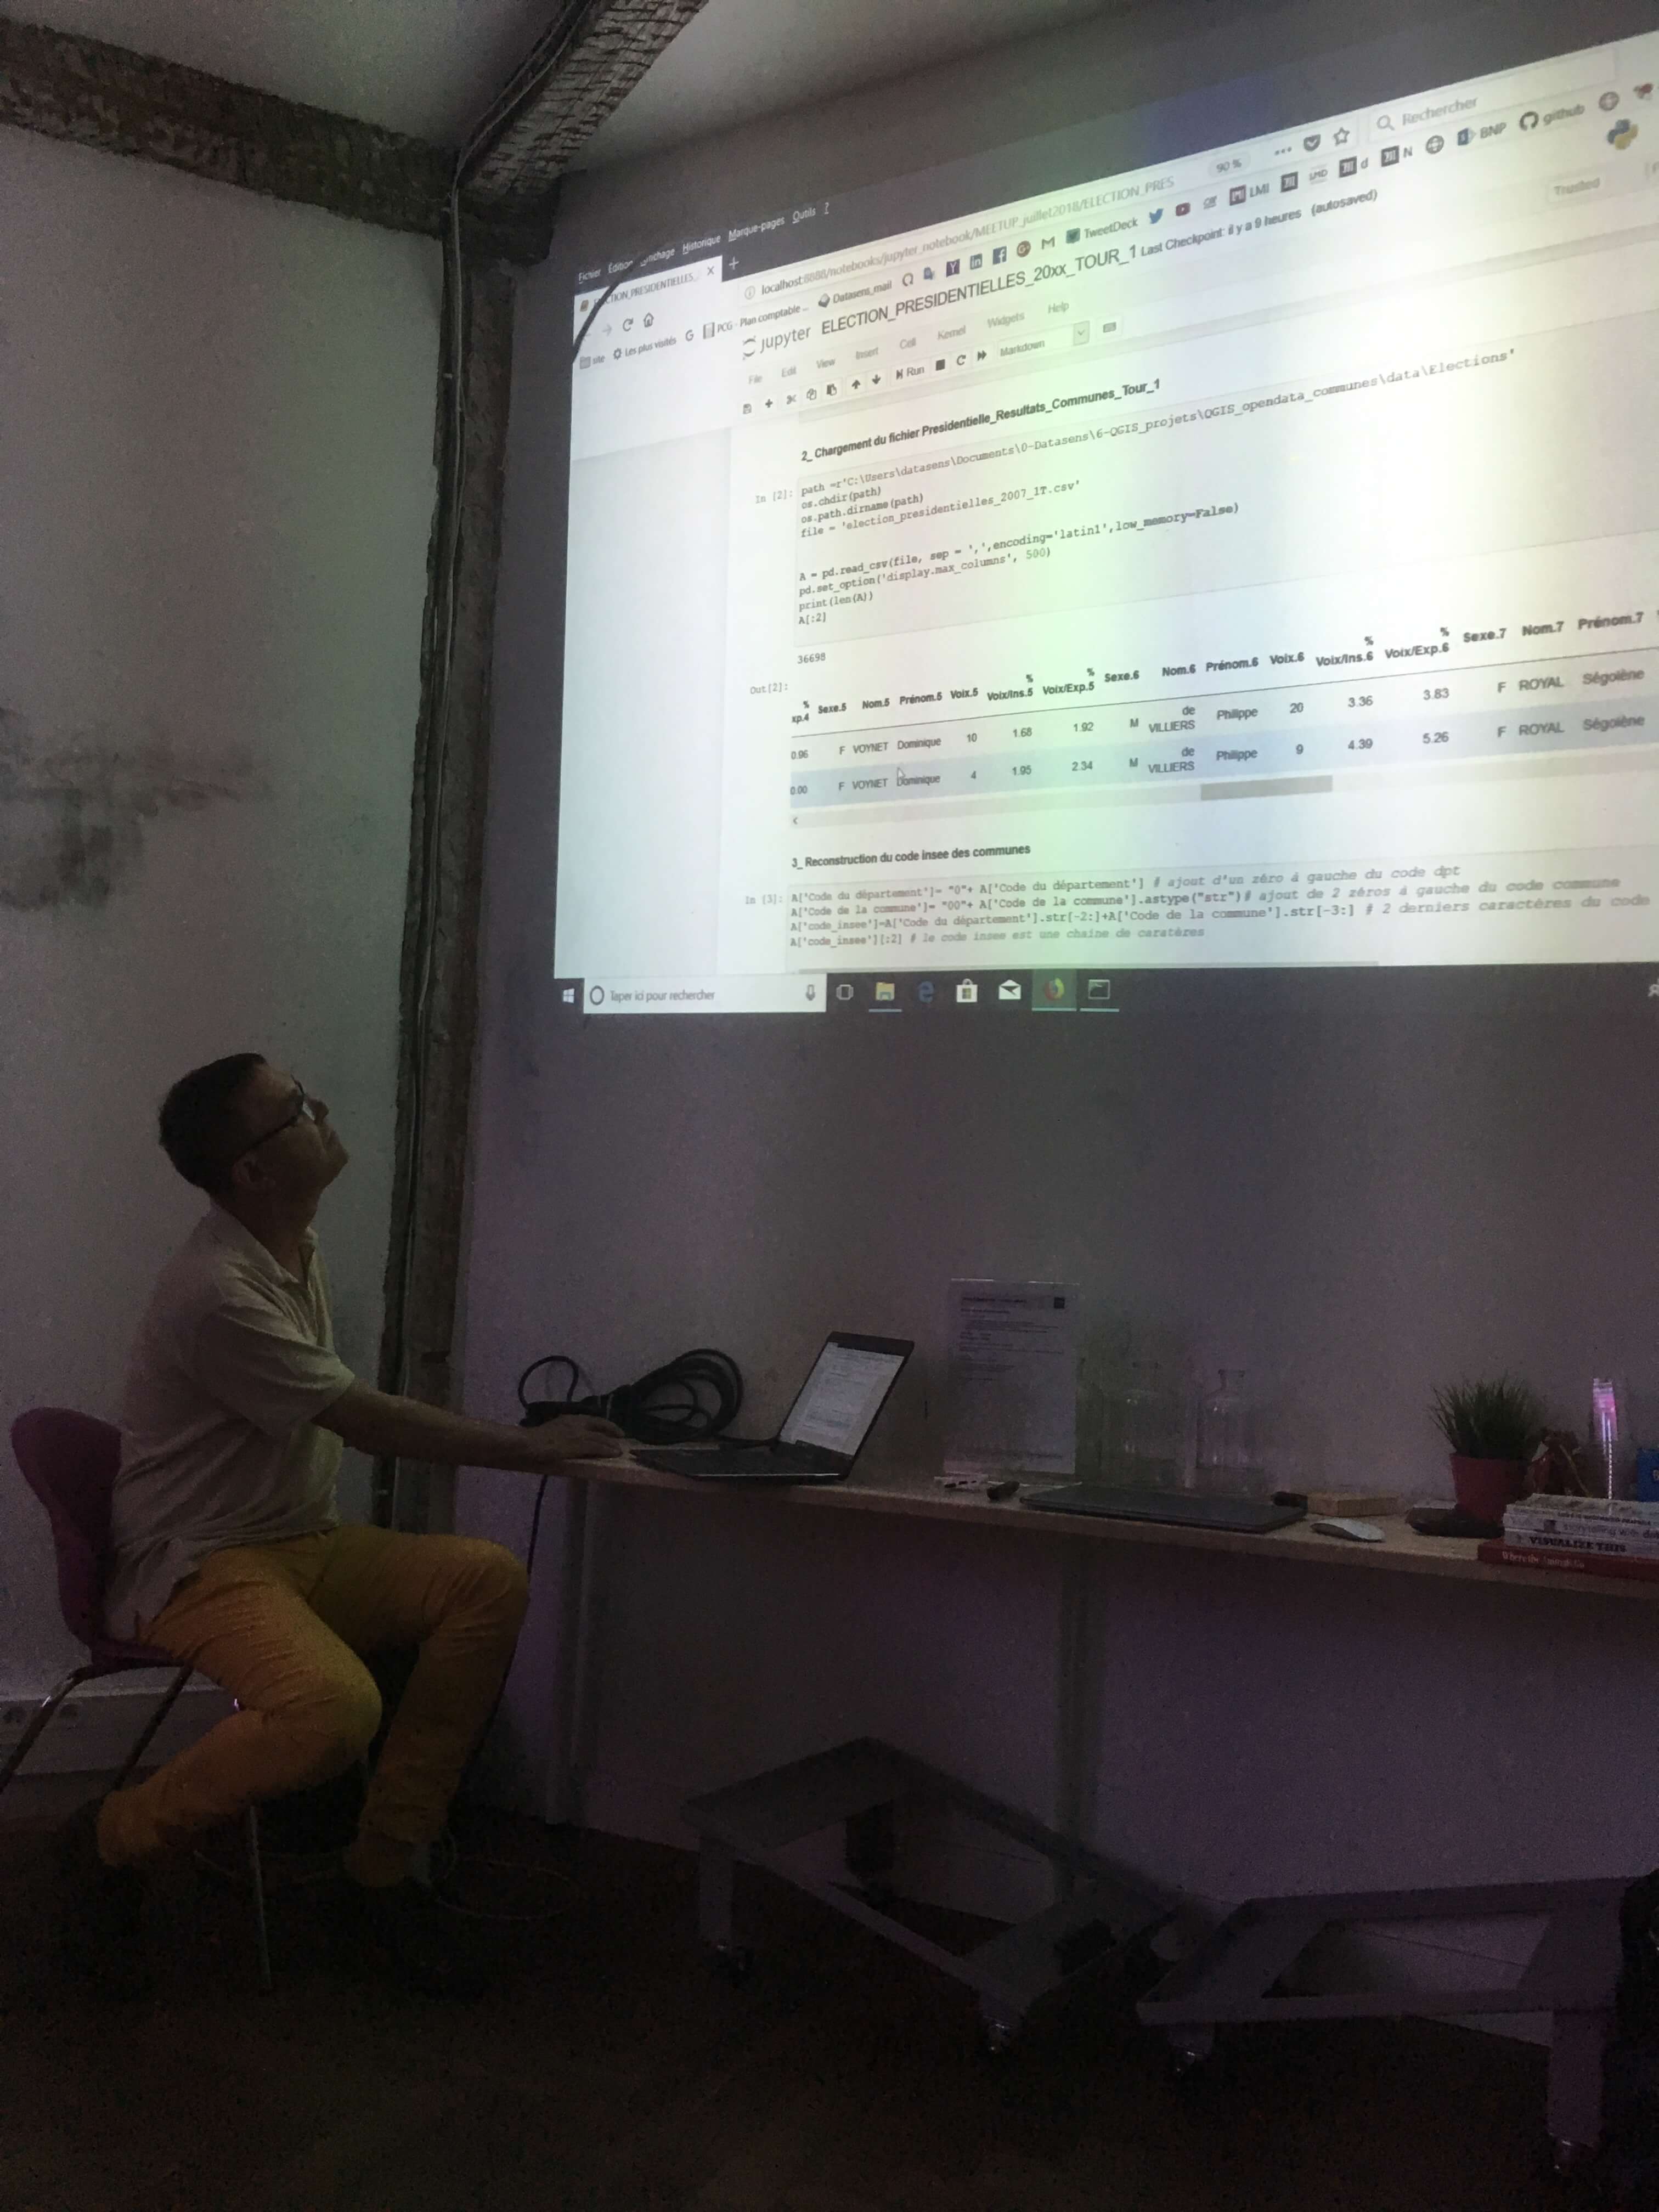 Fichier Edition Affichage Historique Marque-pages Outils ?
ELECTION_PRESIDENTIELLES_ × +
localhost:8888/notebooks/jupyter_notebook/MEETUP_juillet2018/ELECTION_PRES 90 % ••• Rechercher
site Les plus visités G PCG - Plan comptable ... Datasens_mail TweetDeck LMI LMD d N BNP github
jupyter ELECTION_PRESIDENTIELLES_20xx_TOUR_1 Last Checkpoint: il y a 9 heures (autosaved)
File Edit View Insert Cell Kernel Widgets Help Trusted
Run Markdown
2_ Chargement du fichier Presidentielle_Resultats_Communes_Tour_1
In [2]: path =r'C:\Users\datasens\Documents\0-Datasens\6-QGIS_projets\QGIS_opendata_communes\data\Elections'
os.chdir(path)
os.path.dirname(path)
file = 'election_presidentielles_2007_1T.csv'
A = pd.read_csv(file, sep = ',',encoding='latin1',low_memory=False)
pd.set_option('display.max_columns', 500)
print(len(A))
A[:2]
36698
Out[2]:
% xp.4 Sexe.5 Nom.5 Prénom.5 Voix.5 % Voix/Ins.5 % Voix/Exp.5 Sexe.6 Nom.6 Prénom.6 Voix.6 % Voix/Ins.6 % Voix/Exp.6 Sexe.7 Nom.7 Prénom.7
0.96 F VOYNET Dominique 10 1.68 1.92 M de VILLIERS Philippe 20 3.36 3.83 F ROYAL Ségolène
0.00 F VOYNET Dominique 4 1.95 2.34 M de VILLIERS Philippe 9 4.39 5.26 F ROYAL Ségolène
3_ Reconstruction du code insee des communes
In [3]: A['Code du département']= "0"+ A['Code du département'] # ajout d'un zéro à gauche du code dpt
A['Code de la commune']= "00"+ A['Code de la commune'].astype("str")# ajout de 2 zéros à gauche du code commune
A['code_insee']=A['Code du département'].str[-2:]+A['Code de la commune'].str[-3:] # 2 derniers caractéres du code
A['code_insee'][:2] # le code insee est une chaine de caratères
Taper ici pour rechercher
storytelling with data
VISUALIZE THIS